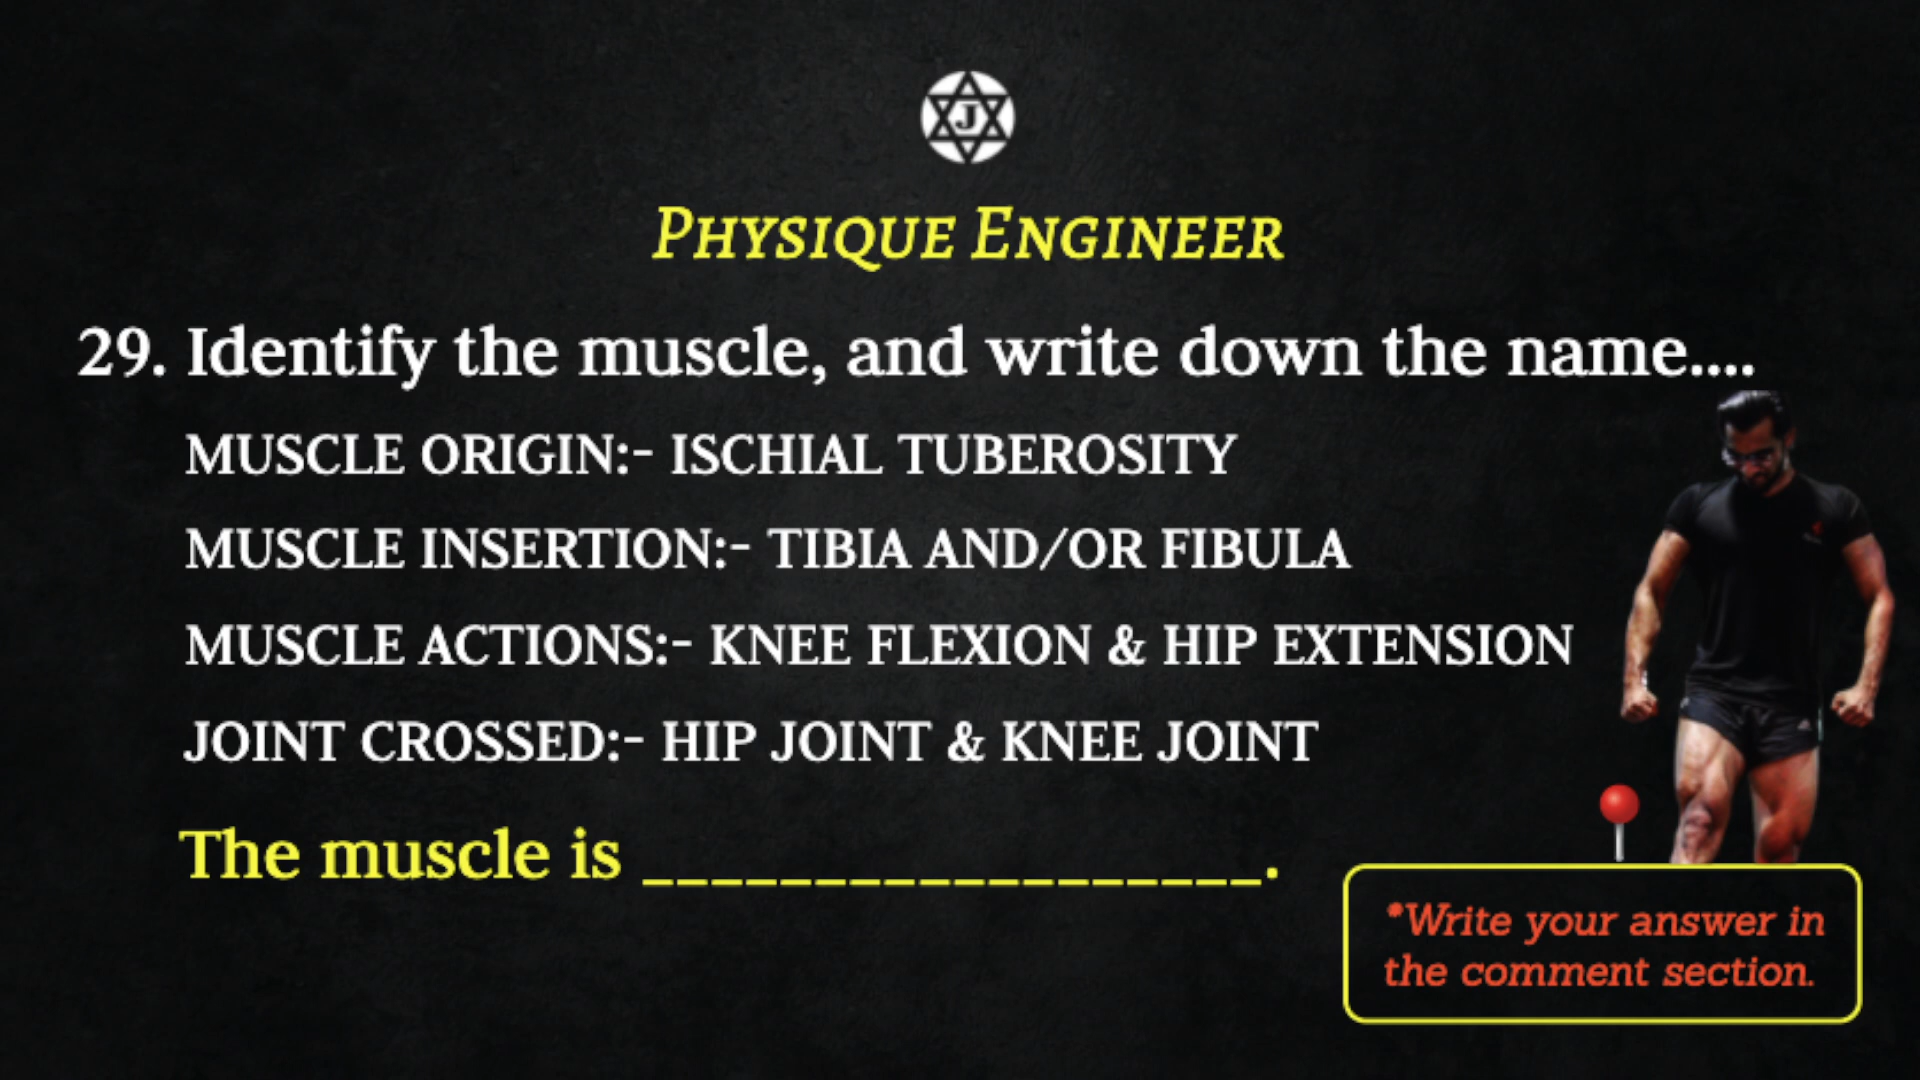 J
Physique Engineer
29. Identify the muscle, and write down the name....
MUSCLE ORIGIN:- ISCHIAL TUBEROSITY
MUSCLE INSERTION:- TIBIA AND/OR FIBULA
MUSCLE ACTIONS:- KNEE FLEXION & HIP EXTENSION
JOINT CROSSED:- HIP JOINT & KNEE JOINT
The muscle is __________________.
*Write your answer in
the comment section.